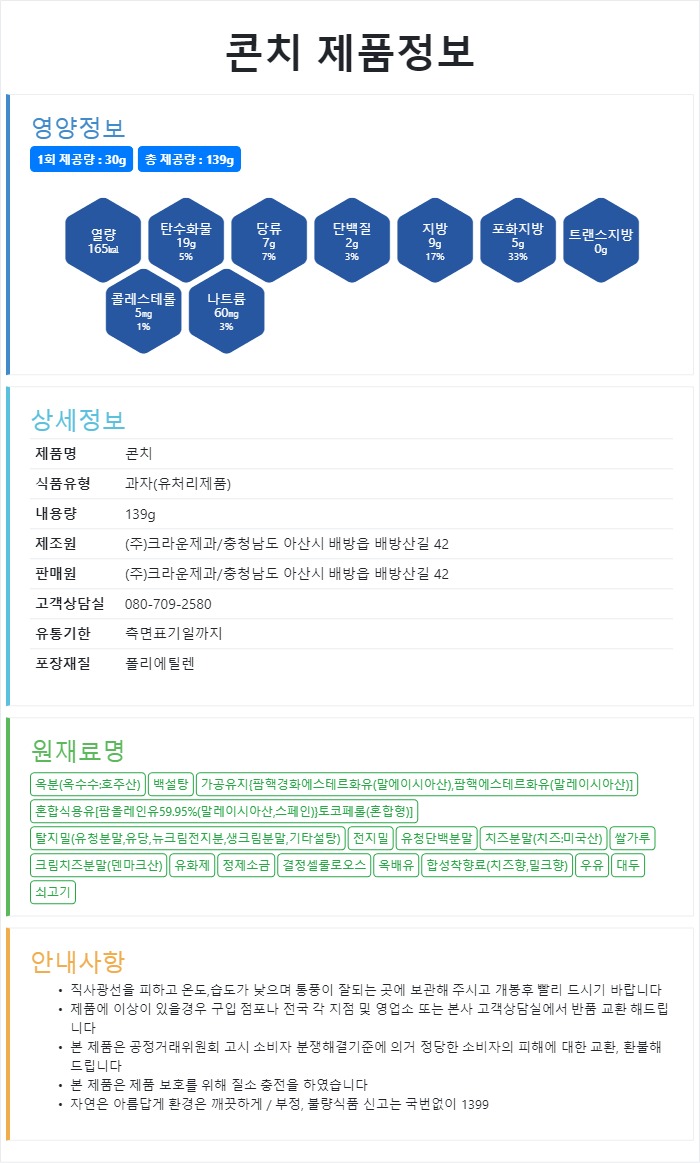 콘치 제품정보
영양정보
1회 제공량 : 30g 총 제공량 : 139g
열량 165㎉
탄수화물 19g 5%
당류 7g 7%
단백질 2g 3%
지방 9g 17%
포화지방 5g 33%
트랜스지방 0g
콜레스테롤 5㎎ 1%
나트륨 60㎎ 3%
상세정보
제품명 콘치
식품유형 과자(유처리제품)
내용량 139g
제조원 (주)크라운제과/충청남도 아산시 배방읍 배방산길 42
판매원 (주)크라운제과/충청남도 아산시 배방읍 배방산길 42
고객상담실 080-709-2580
유통기한 측면표기일까지
포장재질 폴리에틸렌
원재료명
옥분(옥수수:호주산) 백설탕 가공유지{팜핵경화에스테르화유(말에이시아산),팜핵에스테르화유(말레이시아산)]
혼합식용유[팜올레인유59.95%(말레이시아산,스페인)}토코페롤(혼합형)]
탈지밀(유청분말,유당,뉴크림전지분,생크림분말,기타설탕) 전지밀 유청단백분말 치즈분말(치즈:미국산) 쌀가루
크림치즈분말(덴마크산) 유화제 정제소금 결정셀룰로오스 옥배유 합성착향료(치즈향,밀크향) 우유 대두
쇠고기
안내사항
• 직사광선을 피하고 온도,습도가 낮으며 통풍이 잘되는 곳에 보관해 주시고 개봉후 빨리 드시기 바랍니다
• 제품에 이상이 있을경우 구입 점포나 전국 각 지점 및 영업소 또는 본사 고객상담실에서 반품 교환 해드립
니다
• 본 제품은 공정거래위원회 고시 소비자 분쟁해결기준에 의거 정당한 소비자의 피해에 대한 교환, 환불해
드립니다
• 본 제품은 제품 보호를 위해 질소 충전을 하였습니다
• 자연은 아름답게 환경은 깨끗하게 / 부정, 불량식품 신고는 국번없이 1399